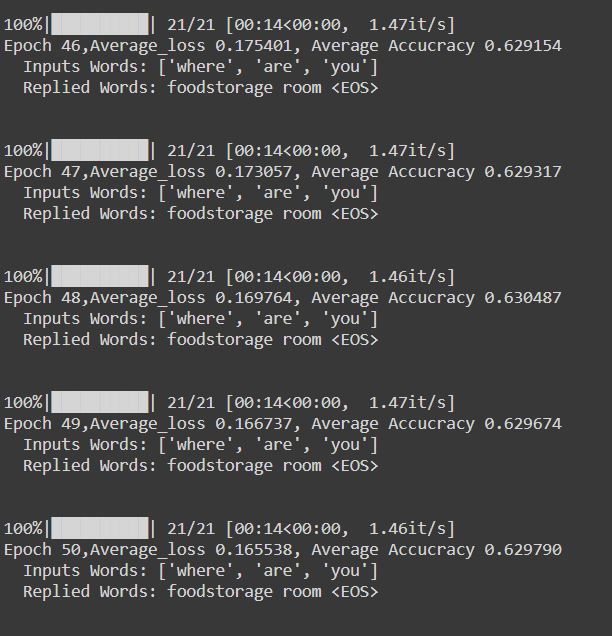 100%|██████████| 21/21 [00:14<00:00,  1.47it/s]
Epoch 46,Average_loss 0.175401, Average Accucracy 0.629154
  Inputs Words: ['where', 'are', 'you']
  Replied Words: foodstorage room <EOS>
100%|██████████| 21/21 [00:14<00:00,  1.47it/s]
Epoch 47,Average_loss 0.173057, Average Accucracy 0.629317
  Inputs Words: ['where', 'are', 'you']
  Replied Words: foodstorage room <EOS>
100%|██████████| 21/21 [00:14<00:00,  1.46it/s]
Epoch 48,Average_loss 0.169764, Average Accucracy 0.630487
  Inputs Words: ['where', 'are', 'you']
  Replied Words: foodstorage room <EOS>
100%|██████████| 21/21 [00:14<00:00,  1.47it/s]
Epoch 49,Average_loss 0.166737, Average Accucracy 0.629674
  Inputs Words: ['where', 'are', 'you']
  Replied Words: foodstorage room <EOS>
100%|██████████| 21/21 [00:14<00:00,  1.46it/s]
Epoch 50,Average_loss 0.165538, Average Accucracy 0.629790
  Inputs Words: ['where', 'are', 'you']
  Replied Words: foodstorage room <EOS>